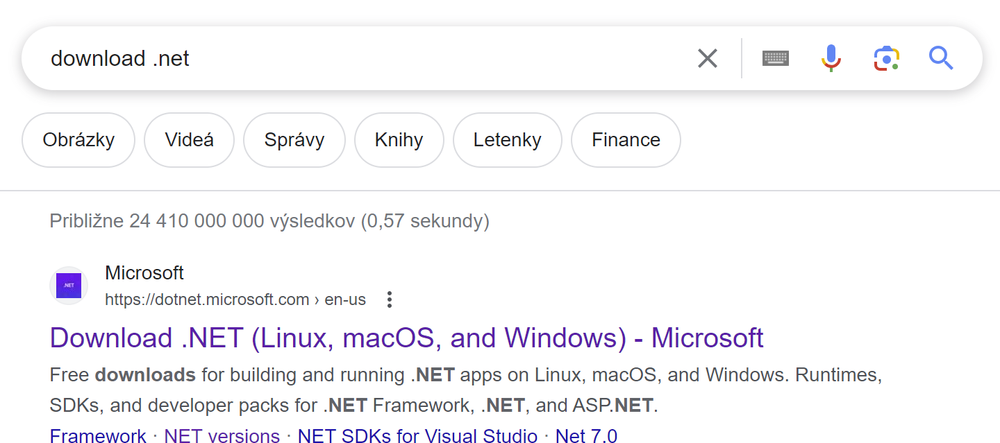 download .net
Obrázky Videá Správy Knihy Letenky Finance
Približne 24 410 000 000 výsledkov (0,57 sekundy)
.NET
Microsoft
https://dotnet.microsoft.com › en-us
Download .NET (Linux, macOS, and Windows) - Microsoft
Free downloads for building and running .NET apps on Linux, macOS, and Windows. Runtimes,
SDKs, and developer packs for .NET Framework, .NET, and ASP.NET.
Framework · NET versions · NET SDKs for Visual Studio · Net 7.0